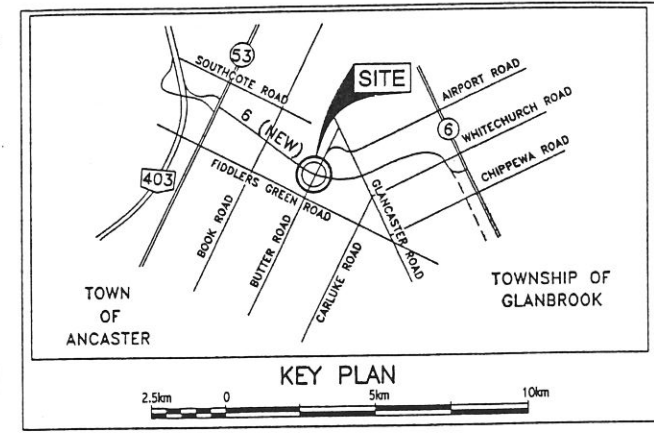 53
SOUTHCOTE ROAD
SITE
AIRPORT ROAD
6 (NEW)
6
WHITECHURCH ROAD
403
FIDDLERS GREEN ROAD
CHIPPEWA ROAD
BOOK ROAD
BUTTER ROAD
GLANCASTER ROAD
CARLUKE ROAD
TOWN
OF
ANCASTER
TOWNSHIP OF
GLANBROOK
KEY PLAN
2.5km 0 5km 10km